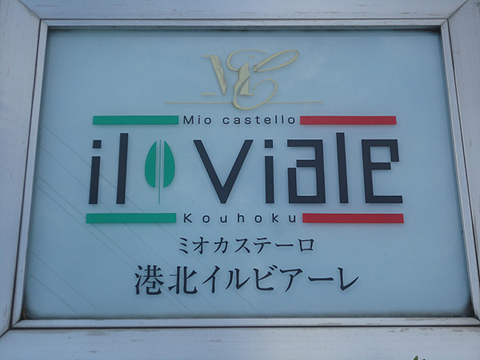 MC
Mio castello
il Viale
Kouhoku
ミオカステーロ
港北イルビアーレ